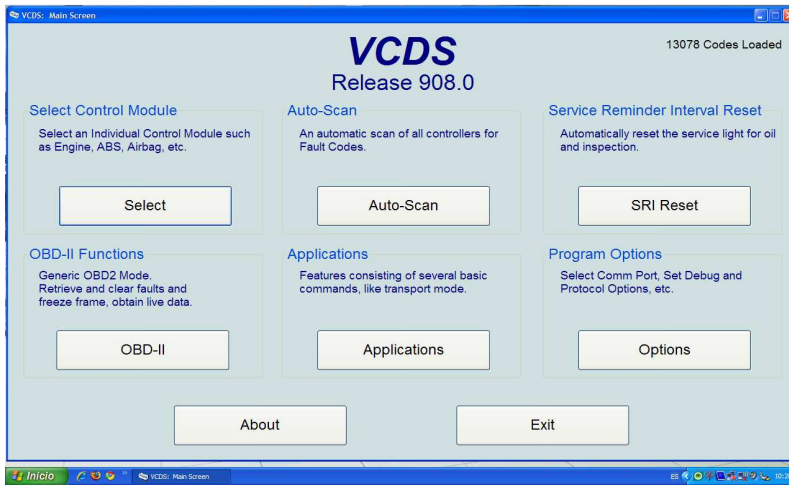 VCDS: Main Screen
VCDS
Release 908.0
13078 Codes Loaded
Select Control Module
Select an Individual Control Module such
as Engine, ABS, Airbag, etc.
Select
Auto-Scan
An automatic scan of all controllers for
Fault Codes.
Auto-Scan
Service Reminder Interval Reset
Automatically reset the service light for oil
and inspection.
SRI Reset
OBD-II Functions
Generic OBD2 Mode.
Retrieve and clear faults and
freeze frame, obtain live data.
OBD-II
Applications
Features consisting of several basic
commands, like transport mode.
Applications
Program Options
Select Comm Port, Set Debug and
Protocol Options, etc.
Options
About
Exit
Inicio
VCDS: Main Screen
ES